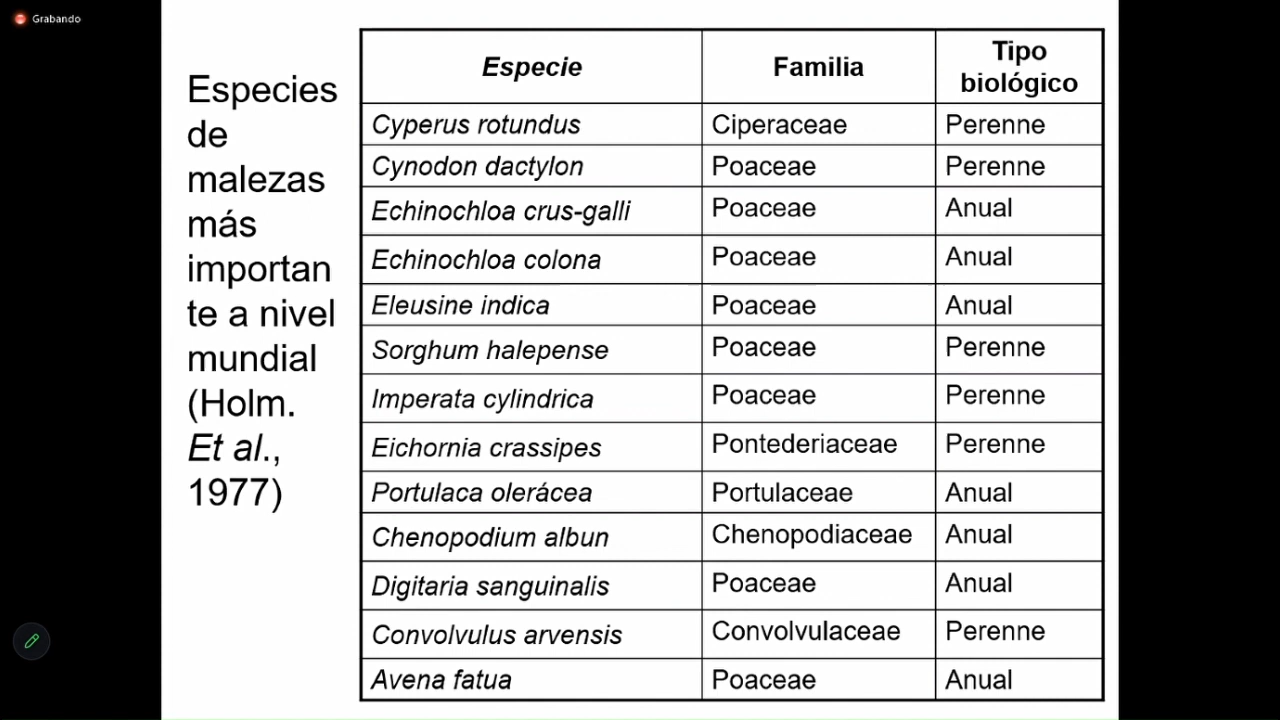 Grabando
Especies
de
malezas
más
importan
te a nivel
mundial
(Holm.
Et al.,
1977)
Especie Familia Tipo
biológico
Cyperus rotundus Ciperaceae Perenne
Cynodon dactylon Poaceae Perenne
Echinochloa crus-galli Poaceae Anual
Echinochloa colona Poaceae Anual
Eleusine indica Poaceae Anual
Sorghum halepense Poaceae Perenne
Imperata cylindrica Poaceae Perenne
Eichornia crassipes Pontederiaceae Perenne
Portulaca olerácea Portulaceae Anual
Chenopodium albun Chenopodiaceae Anual
Digitaria sanguinalis Poaceae Anual
Convolvulus arvensis Convolvulaceae Perenne
Avena fatua Poaceae Anual